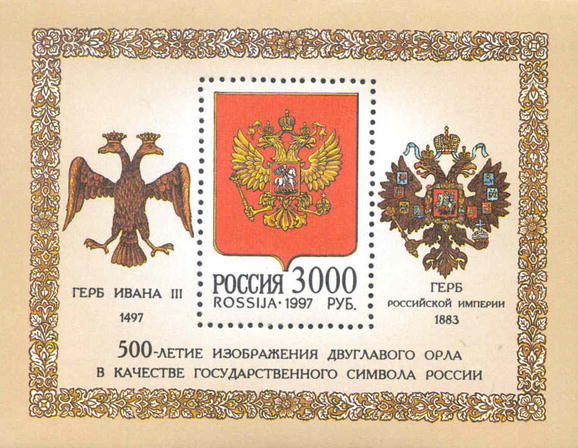 РОССИЯ 3000
ROSSIJA·1997 РУБ.
ГЕРБ ИВАНА III
1497
ГЕРБ
РОССИЙСКОЙ ИМПЕРИИ
1883
500-ЛЕТИЕ ИЗОБРАЖЕНИЯ ДВУГЛАВОГО ОРЛА
В КАЧЕСТВЕ ГОСУДАРСТВЕННОГО СИМВОЛА РОССИИ